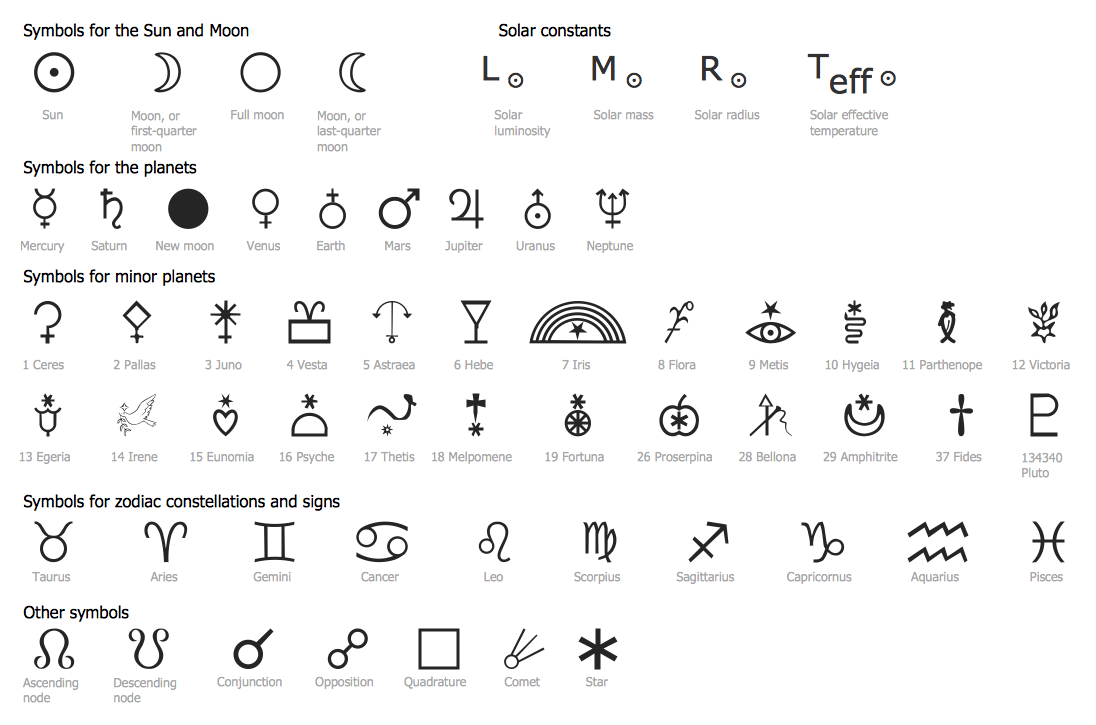 Symbols for the Sun and Moon
Solar constants
L M R Teff
Sun Moon, or Full moon Moon, or Solar Solar mass Solar radius Solar effective
first-quarter last-quarter luminosity temperature
moon moon
Symbols for the planets
Mercury Saturn New moon Venus Earth Mars Jupiter Uranus Neptune
Symbols for minor planets
1 Ceres 2 Pallas 3 Juno 4 Vesta 5 Astraea 6 Hebe 7 Iris 8 Flora 9 Metis 10 Hygeia 11 Parthenope 12 Victoria
13 Egeria 14 Irene 15 Eunomia 16 Psyche 17 Thetis 18 Melpomene 19 Fortuna 26 Proserpina 28 Bellona 29 Amphitrite 37 Fides 134340
Pluto
Symbols for zodiac constellations and signs
Taurus Aries Gemini Cancer Leo Scorpius Sagittarius Capricornus Aquarius Pisces
Other symbols
Ascending Descending Conjunction Opposition Quadrature Comet Star
node node